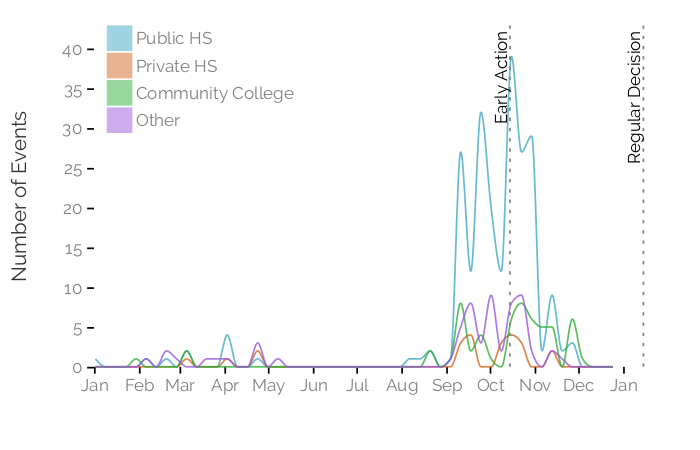 Public HS
Private HS
Community College
Other
Early Action
Regular Decision
Number of Events
40
35
30
25
20
15
10
5
0
Jan Feb Mar Apr May Jun Jul Aug Sep Oct Nov Dec Jan